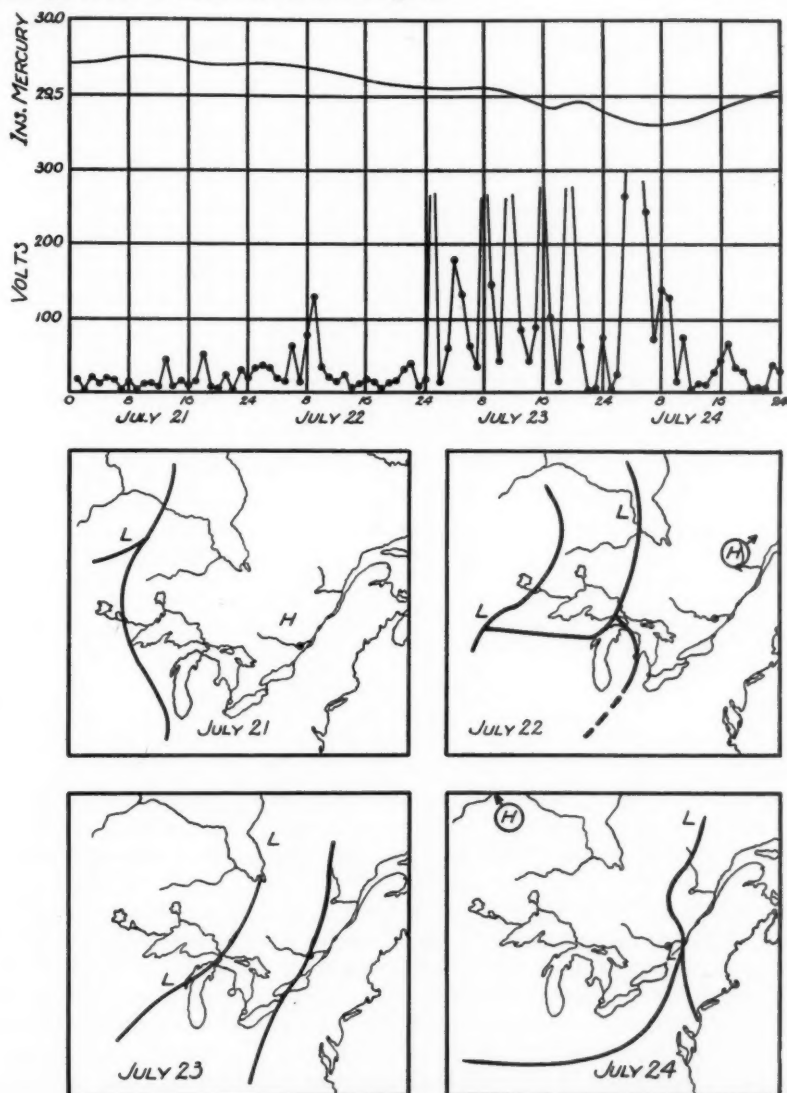 30.0
INS. MERCURY
29.5
300
200
VOLTS
100
0 8 16 24 8 16 24 8 16 24 8 16 24
JULY 21 JULY 22 JULY 23 JULY 24
L
H
JULY 21
L
H
L
JULY 22
L
L
JULY 23
H
L
JULY 24